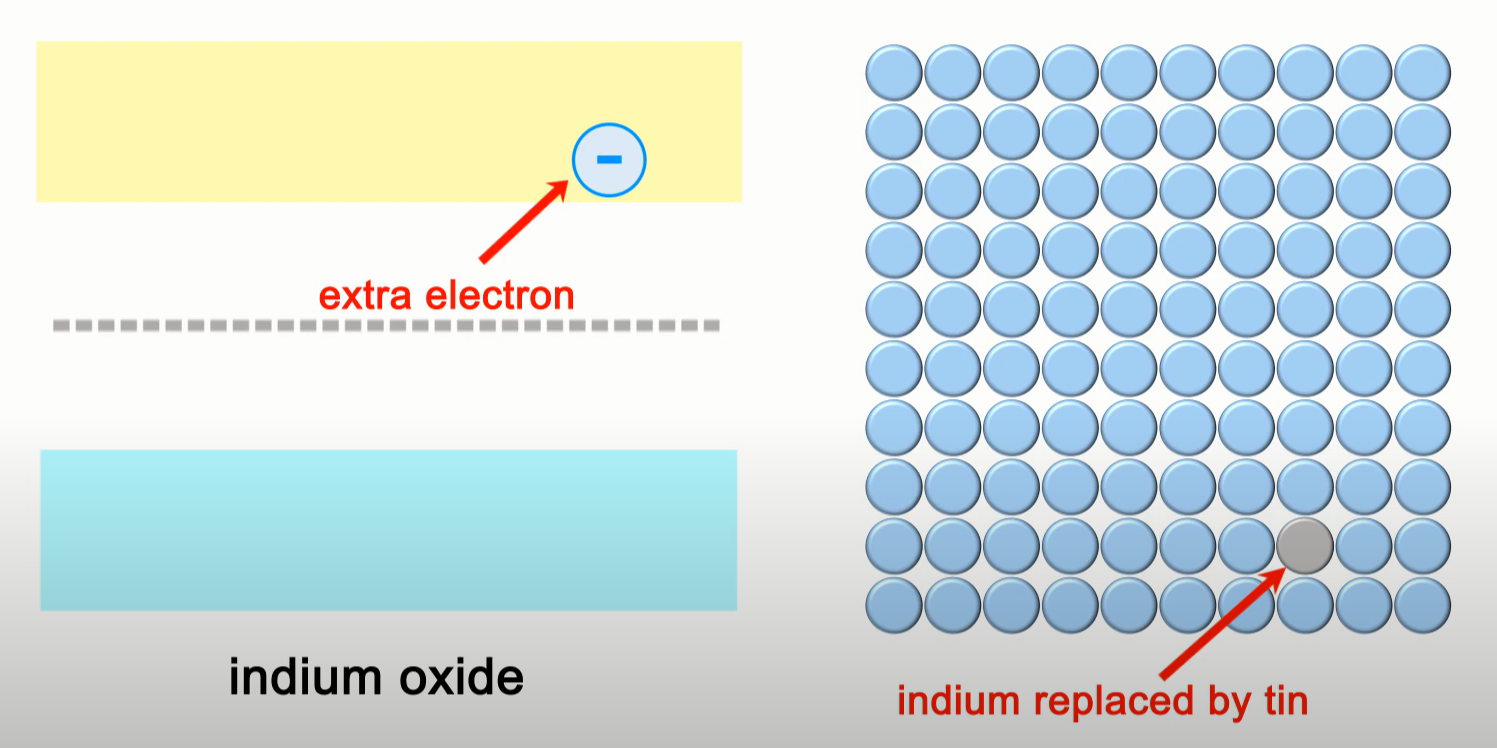 extra electron
indium oxide
indium replaced by tin